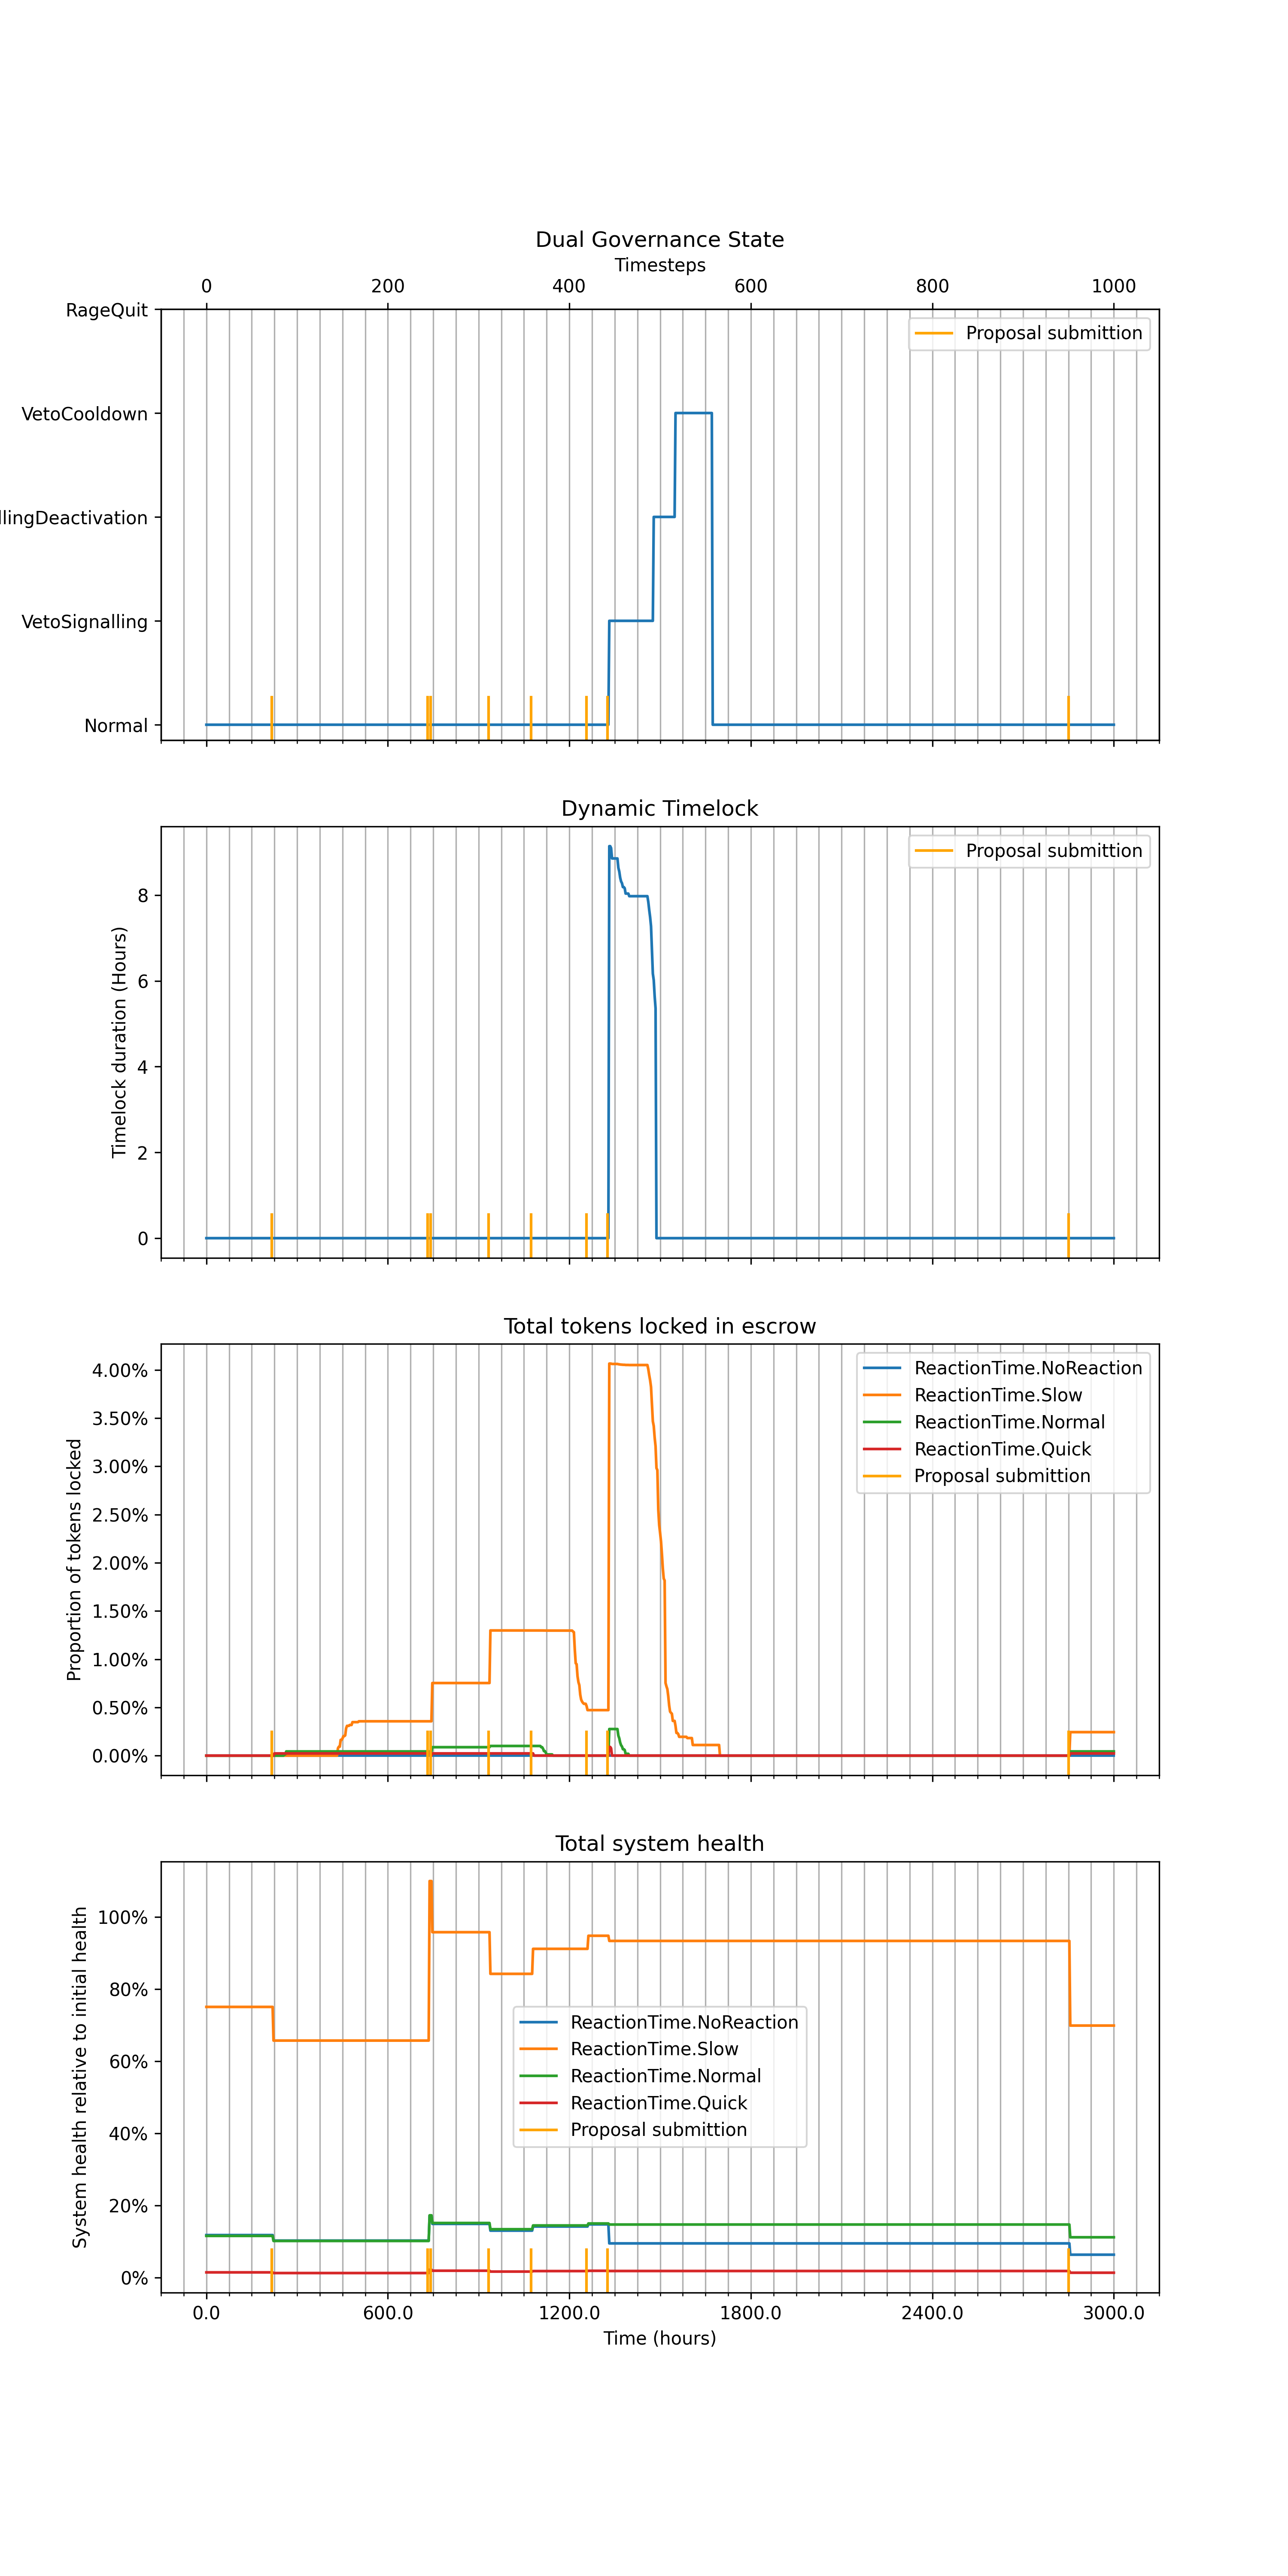 Dual Governance State
Timesteps
0 200 400 600 800 1000
RageQuit
VetoCooldown
llingDeactivation
VetoSignalling
Normal
Proposal submittion
Dynamic Timelock
Timelock duration (Hours)
8
6
4
2
0
Proposal submittion
Total tokens locked in escrow
Proportion of tokens locked
4.00%
3.50%
3.00%
2.50%
2.00%
1.50%
1.00%
0.50%
0.00%
ReactionTime.NoReaction
ReactionTime.Slow
ReactionTime.Normal
ReactionTime.Quick
Proposal submittion
Total system health
System health relative to initial health
100%
80%
60%
40%
20%
0%
ReactionTime.NoReaction
ReactionTime.Slow
ReactionTime.Normal
ReactionTime.Quick
Proposal submittion
0.0 600.0 1200.0 1800.0 2400.0 3000.0
Time (hours)